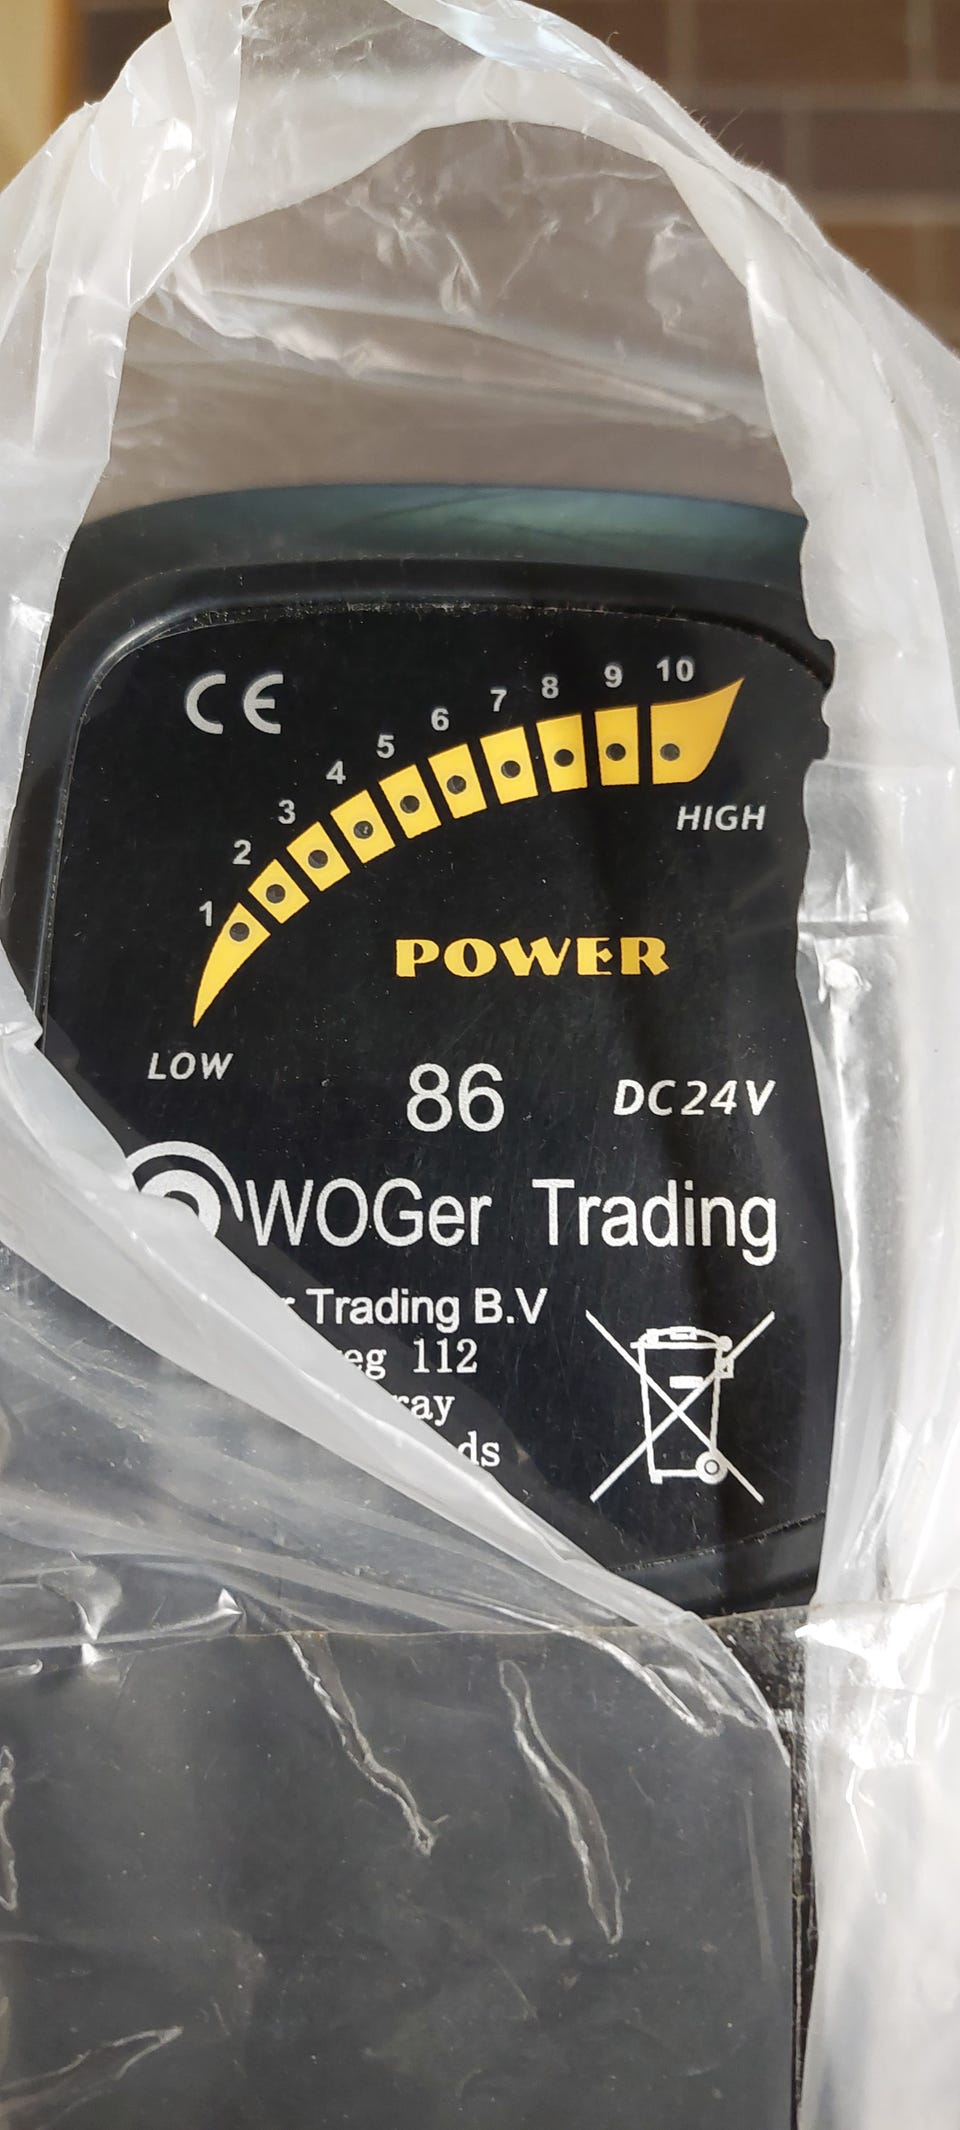 CE
1 2 3 4 5 6 7 8 9 10
HIGH
POWER
LOW
86
DC24V
WOGer Trading
Trading B.V
112